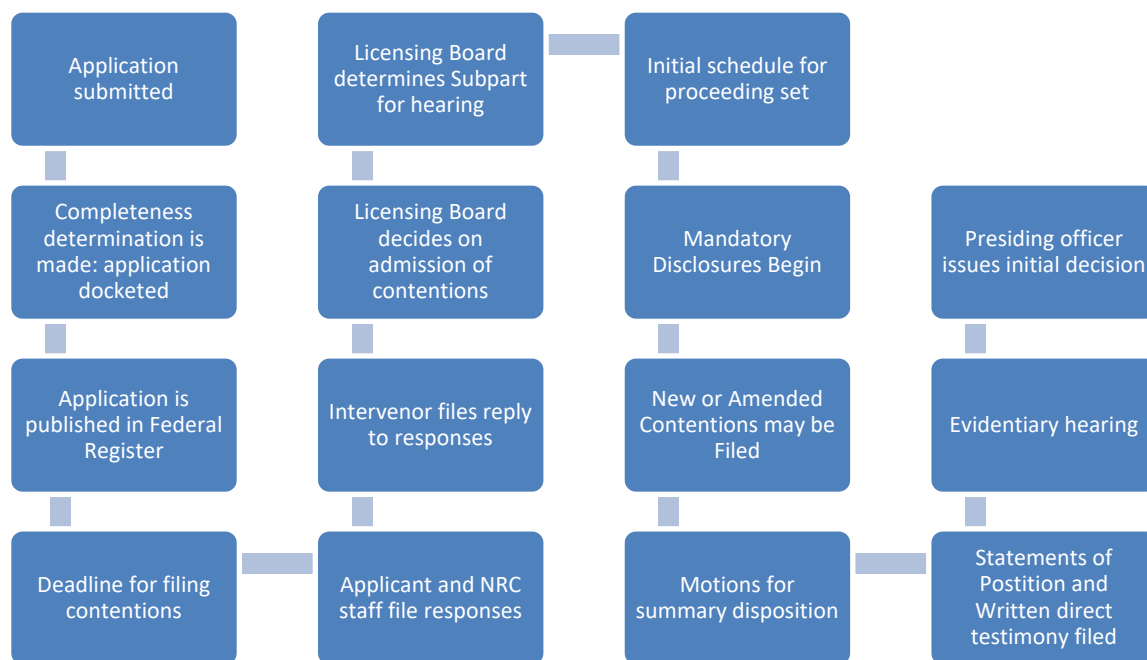 Application
submitted
Completeness
determination is
made: application
docketed
Application is
published in Federal
Register
Deadline for filing
contentions
Applicant and NRC
staff file responses
Intervenor files reply
to responses
Licensing Board
decides on
admission of
contentions
Licensing Board
determines Subpart
for hearing
Initial schedule for
proceeding set
Mandatory
Disclosures Begin
New or Amended
Contentions may be
Filed
Motions for
summary disposition
Statements of
Postition and
Written direct
testimony filed
Evidentiary hearing
Presiding officer
issues initial decision